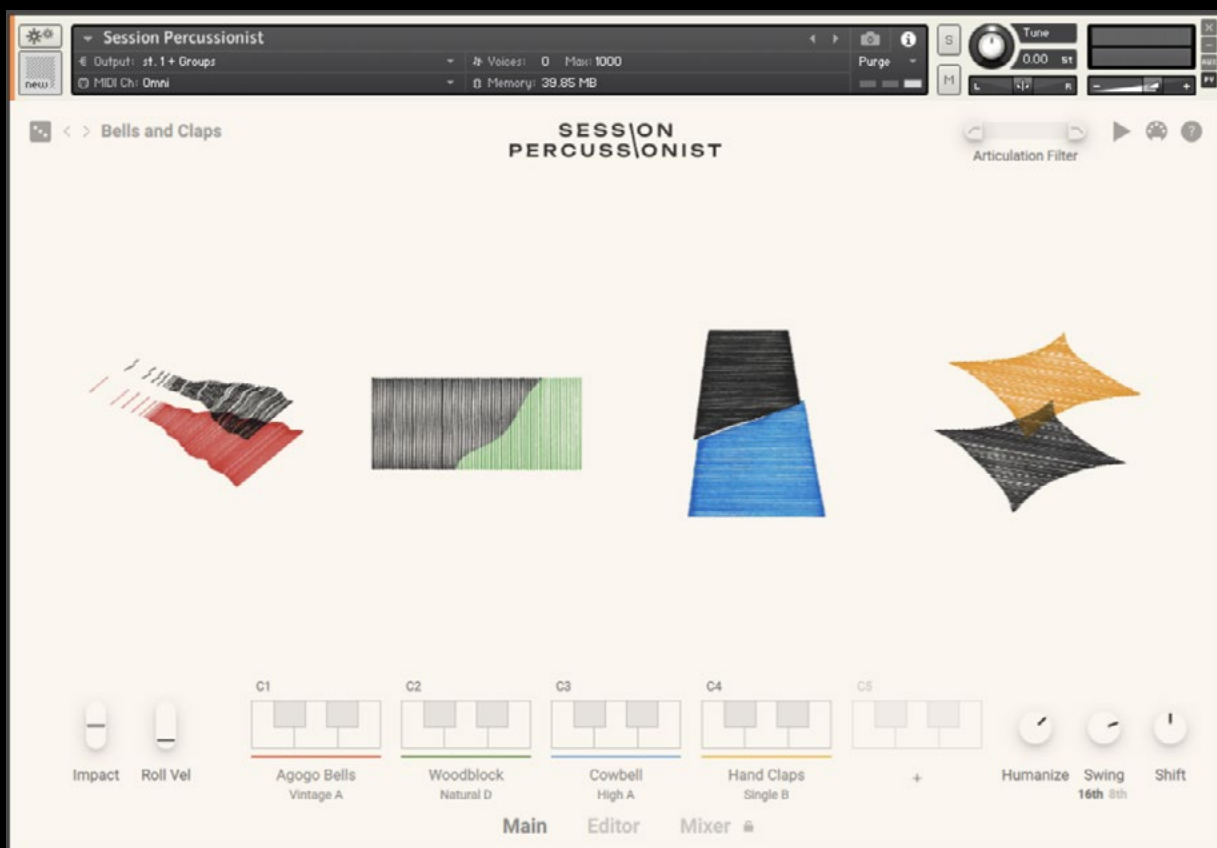 Session Percussionist
Output: st. 1 + Groups
Voices: 0 Max: 1000
Purge
MIDI Ch: Omni
Memory: 39.85 MB
new
S
M
Tune
0.00 st
L R
- +
AUX
PV
Bells and Claps
SESSION
PERCUSSIONIST
Articulation Filter
?
C1 C2 C3 C4 C5
Impact Roll Vel
Agogo Bells
Vintage A
Woodblock
Natural D
Cowbell
High A
Hand Claps
Single B
+
Humanize Swing Shift
16th 8th
Main Editor Mixer